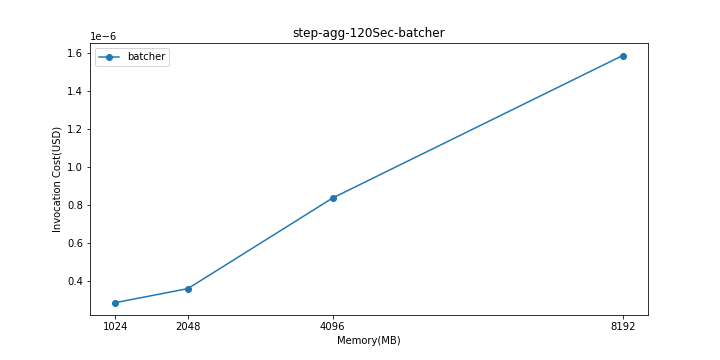 step-agg-120Sec-batcher
1e−6
batcher
1.6
1.4
1.2
1.0
0.8
0.6
0.4
Invocation Cost(USD)
1024 2048 4096 8192
Memory(MB)